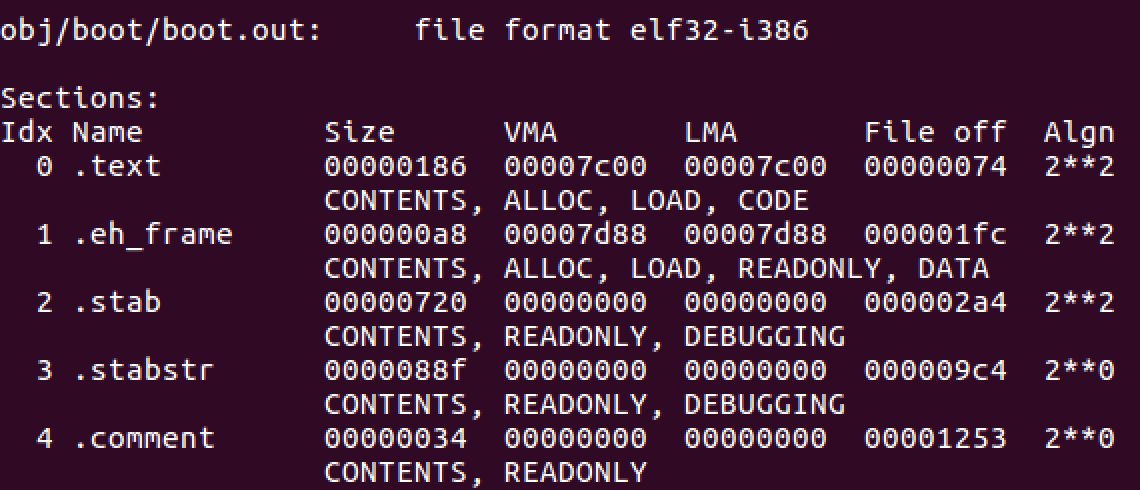 obj/boot/boot.out:     file format elf32-i386
Sections:
Idx Name          Size      VMA       LMA       File off  Algn
  0 .text         00000186  00007c00  00007c00  00000074  2**2
                  CONTENTS, ALLOC, LOAD, CODE
  1 .eh_frame     000000a8  00007d88  00007d88  000001fc  2**2
                  CONTENTS, ALLOC, LOAD, READONLY, DATA
  2 .stab         00000720  00000000  00000000  000002a4  2**2
                  CONTENTS, READONLY, DEBUGGING
  3 .stabstr      0000088f  00000000  00000000  000009c4  2**0
                  CONTENTS, READONLY, DEBUGGING
  4 .comment      00000034  00000000  00000000  00001253  2**0
                  CONTENTS, READONLY